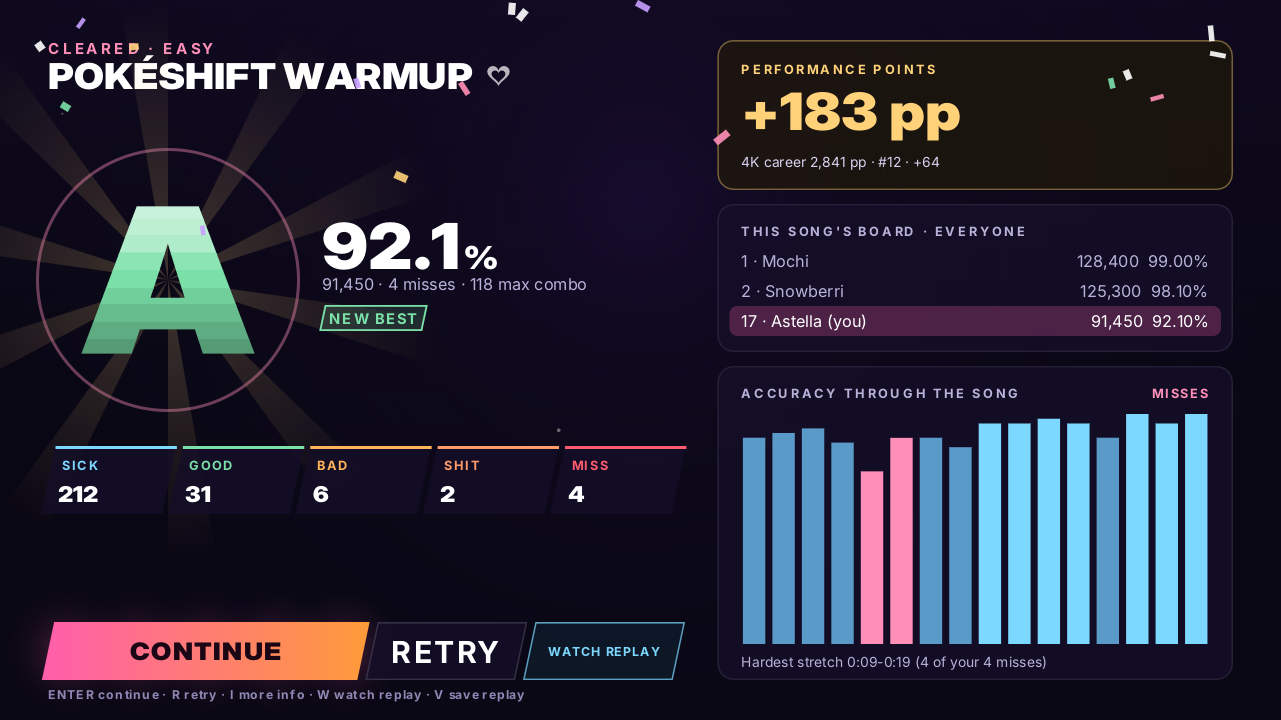 CLEARED · EASY
POKÉSHIFT WARMUP
A
92.1%
91,450 · 4 misses · 118 max combo
NEW BEST
SICK
212
GOOD
31
BAD
6
SHIT
2
MISS
4
CONTINUE
RETRY
WATCH REPLAY
ENTER continue · R retry · I more info · W watch replay · V save replay
PERFORMANCE POINTS
+183 pp
4K career 2,841 pp · #12 · +64
THIS SONG'S BOARD · EVERYONE
1 · Mochi 128,400 99.00%
2 · Snowberri 125,300 98.10%
17 · Astella (you) 91,450 92.10%
ACCURACY THROUGH THE SONG MISSES
Hardest stretch 0:09-0:19 (4 of your 4 misses)